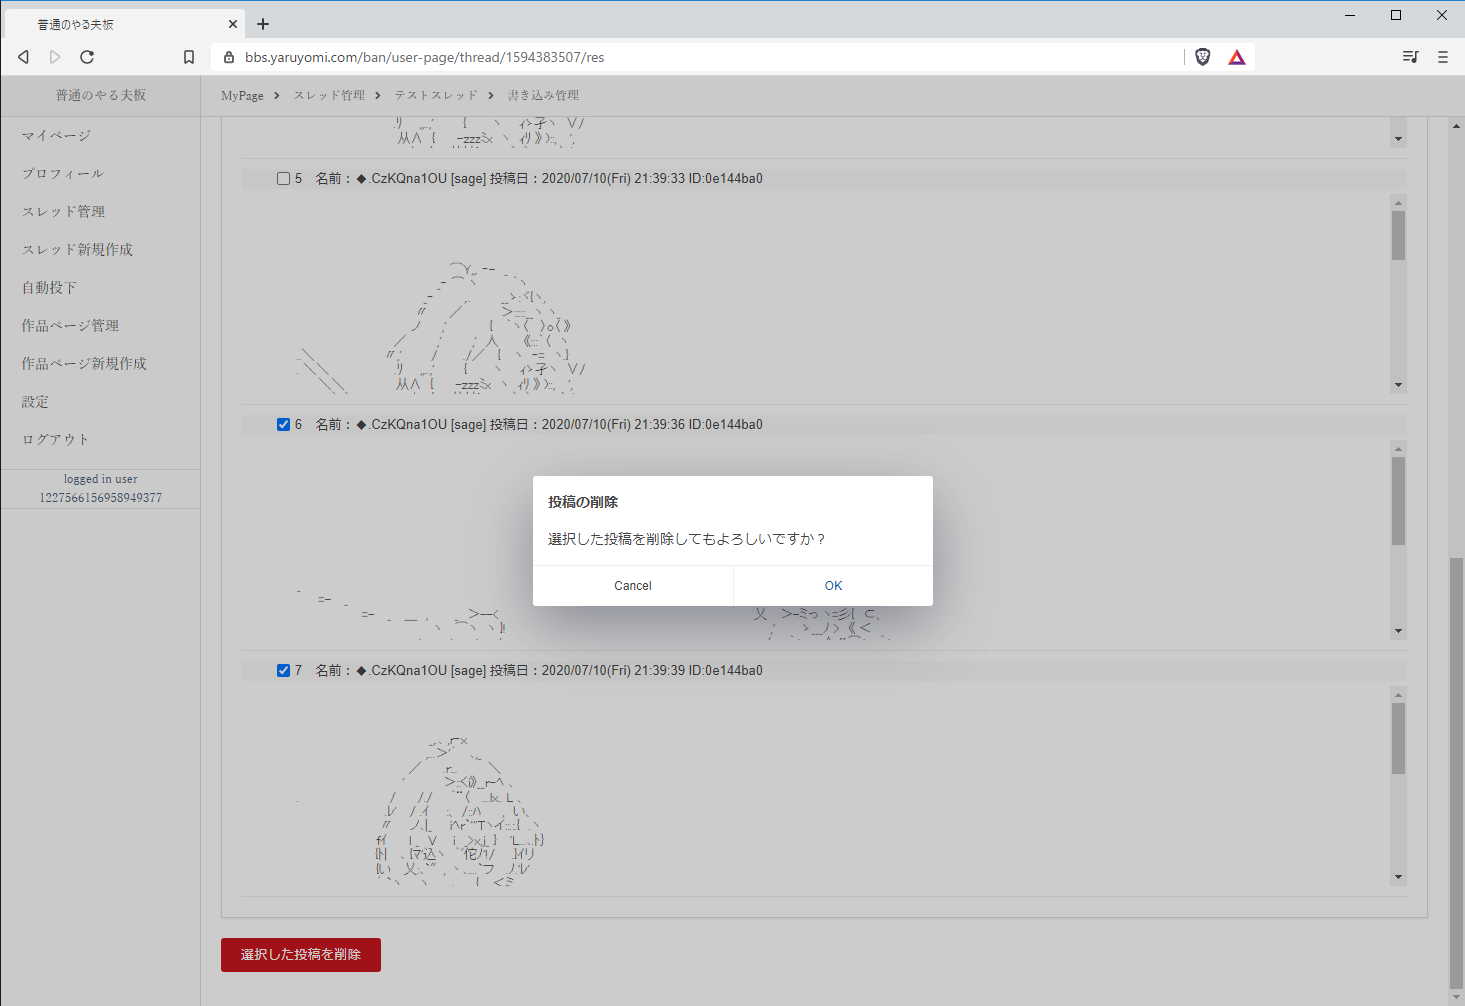 普通のやる夫板
bbs.yaruyomi.com/ban/user-page/thread/1594383507/res
普通のやる夫板
MyPage
スレッド管理
テストスレッド
書き込み管理
マイページ
プロフィール
スレッド管理
スレッド新規作成
自動投下
作品ページ管理
作品ページ新規作成
設定
ログアウト
logged in user
1227566156958949377
5 名前：◆.CzKQna1OU [sage] 投稿日：2020/07/10(Fri) 21:39:33 ID:0e144ba0
6 名前：◆.CzKQna1OU [sage] 投稿日：2020/07/10(Fri) 21:39:36 ID:0e144ba0
投稿の削除
選択した投稿を削除してもよろしいですか？
Cancel
OK
7 名前：◆.CzKQna1OU [sage] 投稿日：2020/07/10(Fri) 21:39:39 ID:0e144ba0
選択した投稿を削除